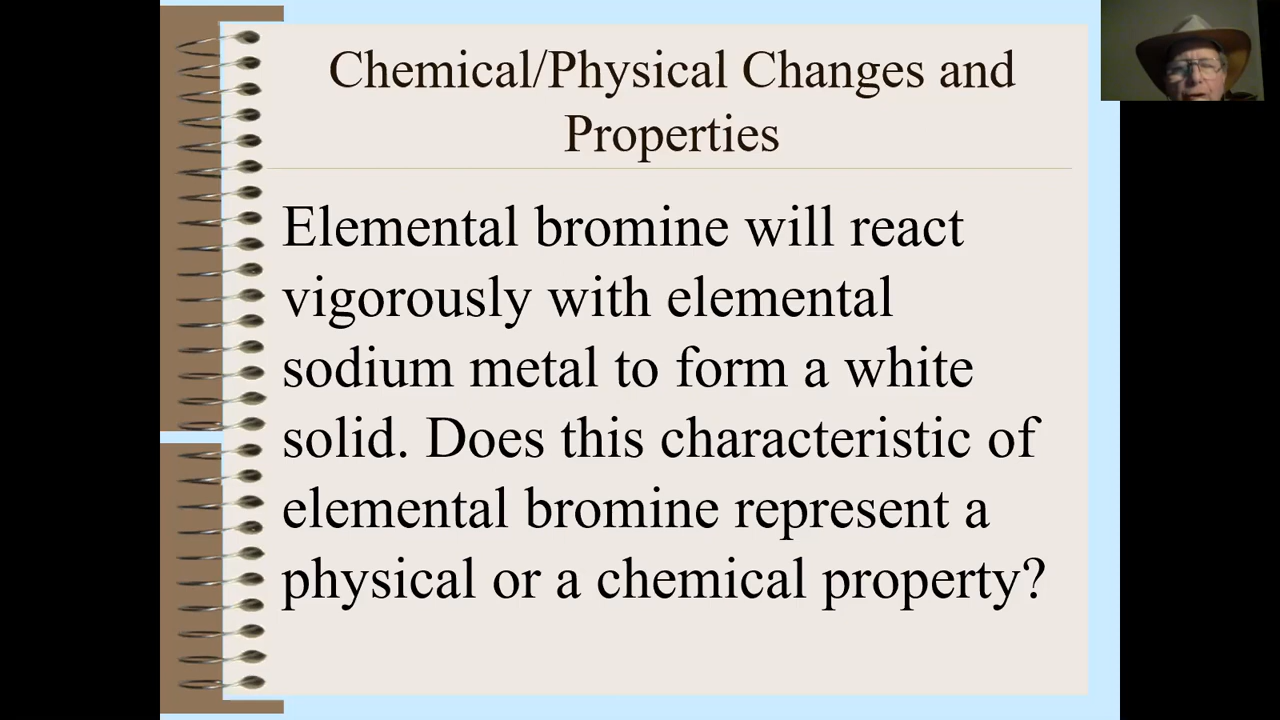 Chemical/Physical Changes and
Properties
Elemental bromine will react
vigorously with elemental
sodium metal to form a white
solid. Does this characteristic of
elemental bromine represent a
physical or a chemical property?